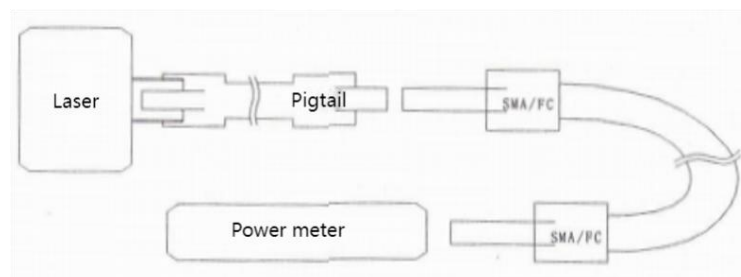 Laser
Pigtail
SMA/FC
Power meter
SMA/FC